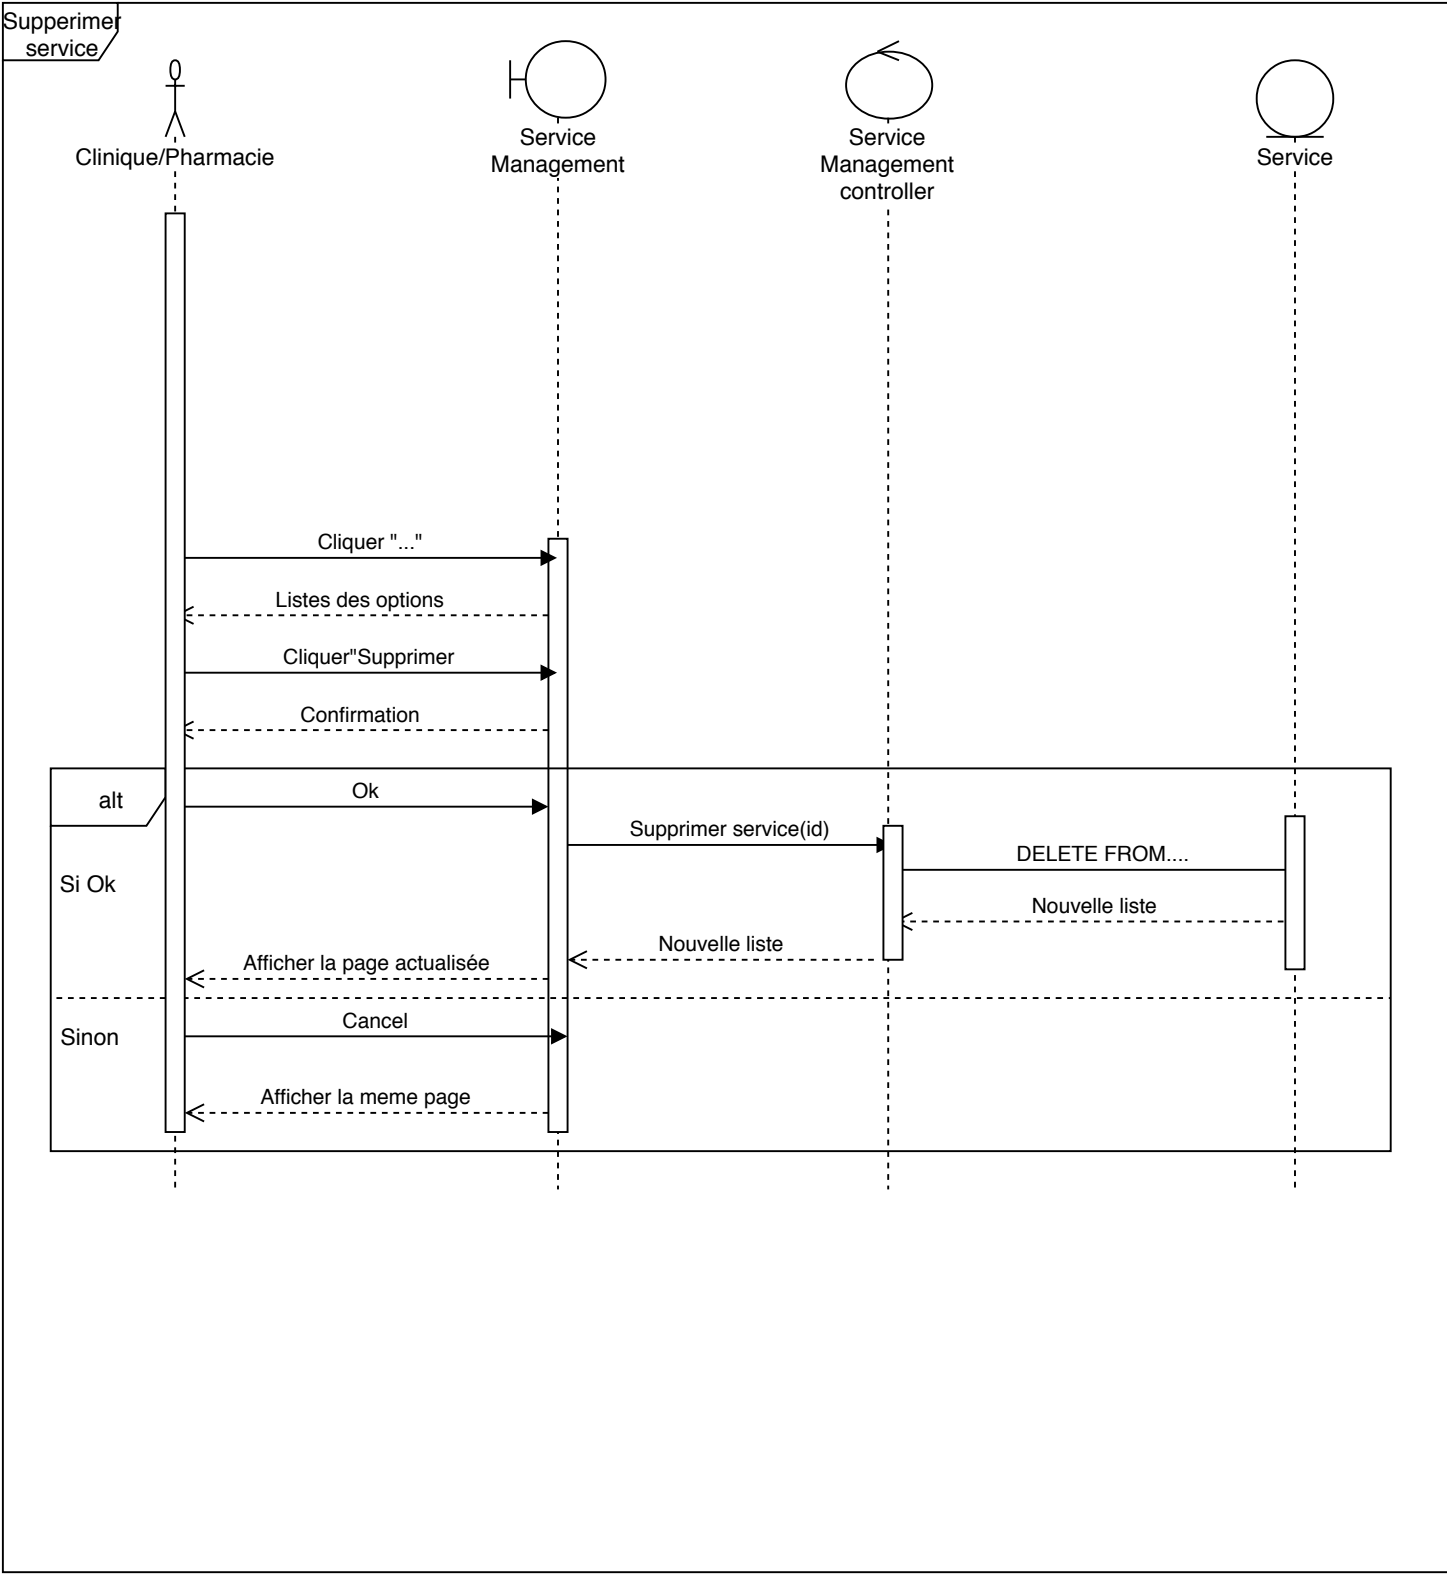 Supperimer
service
Clinique/Pharmacie
Service
Management
Service
Management
controller
Service
Cliquer "..."
Listes des options
Cliquer"Supprimer
Confirmation
alt
Ok
Supprimer service(id)
DELETE FROM....
Si Ok
Nouvelle liste
Nouvelle liste
Afficher la page actualisée
Cancel
Sinon
Afficher la meme page